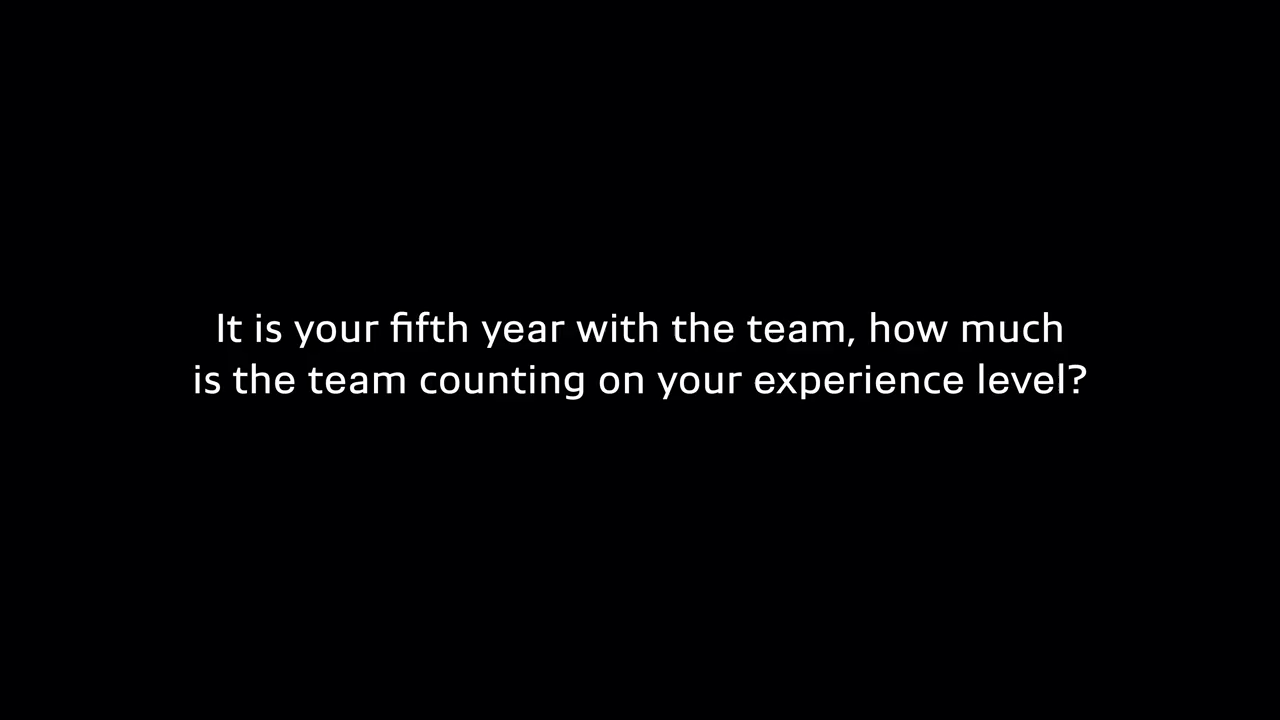 It is your fifth year with the team, how much
is the team counting on your experience level?